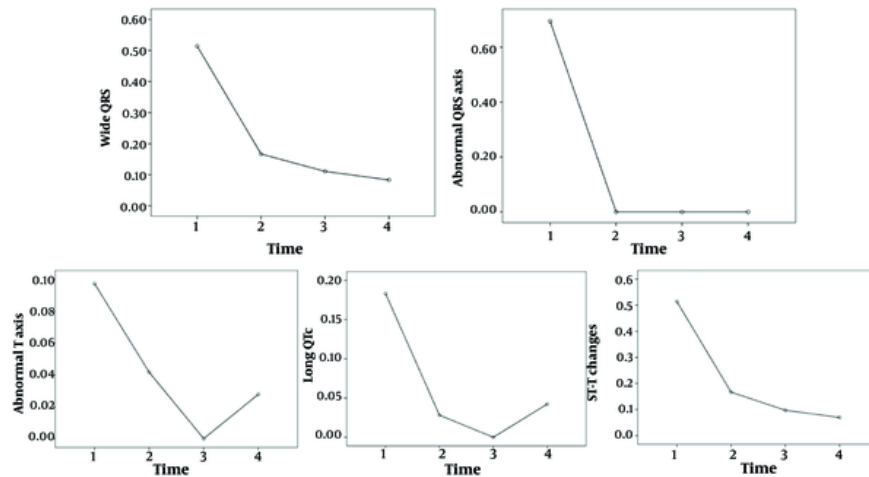 Wide QRS
0.60
0.50
0.40
0.30
0.20
0.10
0.00
1 2 3 4
Time
Abnormal QRS axis
0.60
0.40
0.20
0.00
1 2 3 4
Time
Abnormal T axis
0.10
0.08
0.06
0.04
0.02
0.00
1 2 3 4
Time
Long QTc
0.20
0.15
0.10
0.05
0.00
1 2 3 4
Time
ST-T changes
0.6
0.5
0.4
0.3
0.2
0.1
0.0
1 2 3 4
Time